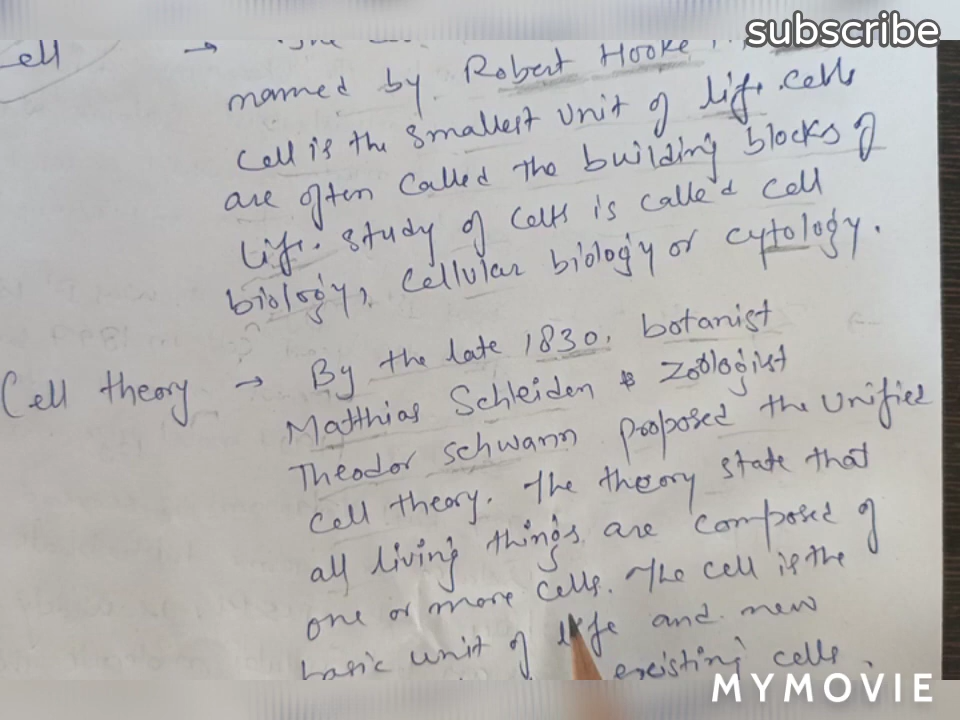 subscribe
Cell →
named by Robert Hooke
Cell is the smallest unit of life. cells
are often called the building blocks of
life. study of cells is called cell
biology, cellular biology or cytology.
Cell theory → By the late 1830, botanist
Matthias Schleiden & Zoologist
Theodor schwann proposed the unified
cell theory. The theory state that
all living things are composed of
one or more cells. The cell is the
basic unit of life and new
existing cells.
MYMOVIE